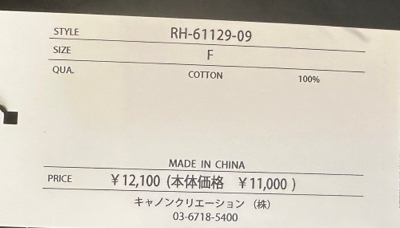 STYLE RH-61129-09
SIZE F
QUA. COTTON 100%
MADE IN CHINA
PRICE ¥12,100 (本体価格 ¥11,000)
キャノンクリエーション (株)
03-6718-5400